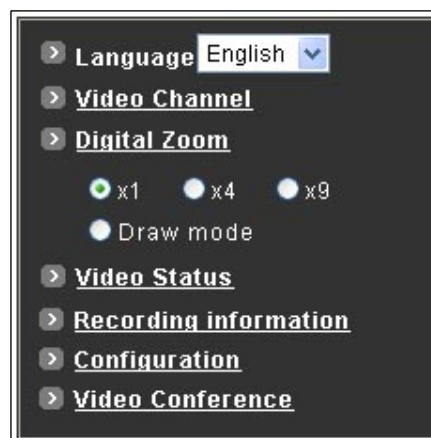 Language English
Video Channel
Digital Zoom
x1 x4 x9
Draw mode
Video Status
Recording information
Configuration
Video Conference